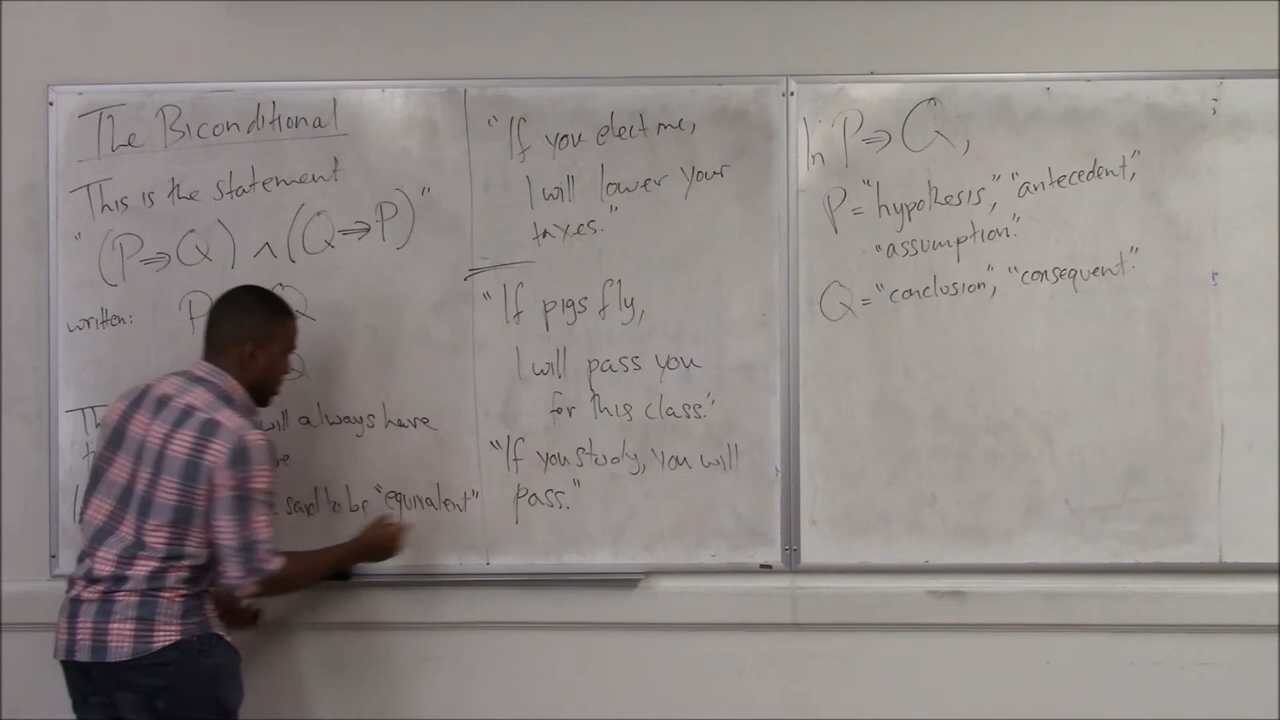 The Biconditional
This is the statement
"(P⇒Q) ∧ (Q⇒P)"
written: P Q
Q
will always have
said to be "equivalent"
"If you elect me,
I will lower your
taxes."
"If pigs fly,
I will pass you
for this class."
"If you study, you will
pass."
In P⇒Q,
P = "hypothesis", "antecedent",
"assumption".
Q = "conclusion", "consequent".